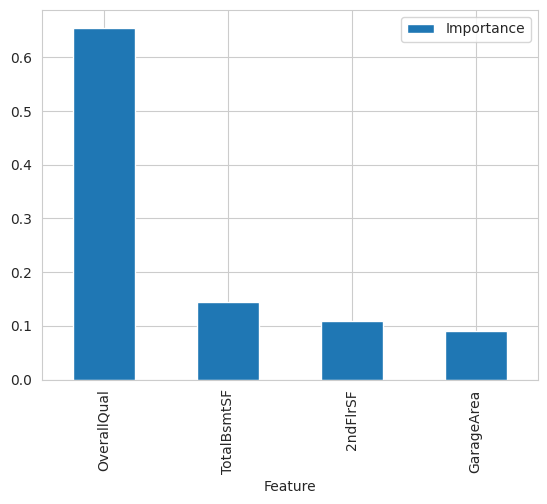 Importance
0.6
0.5
0.4
0.3
0.2
0.1
0.0
OverallQual
TotalBsmtSF
2ndFlrSF
GarageArea
Feature